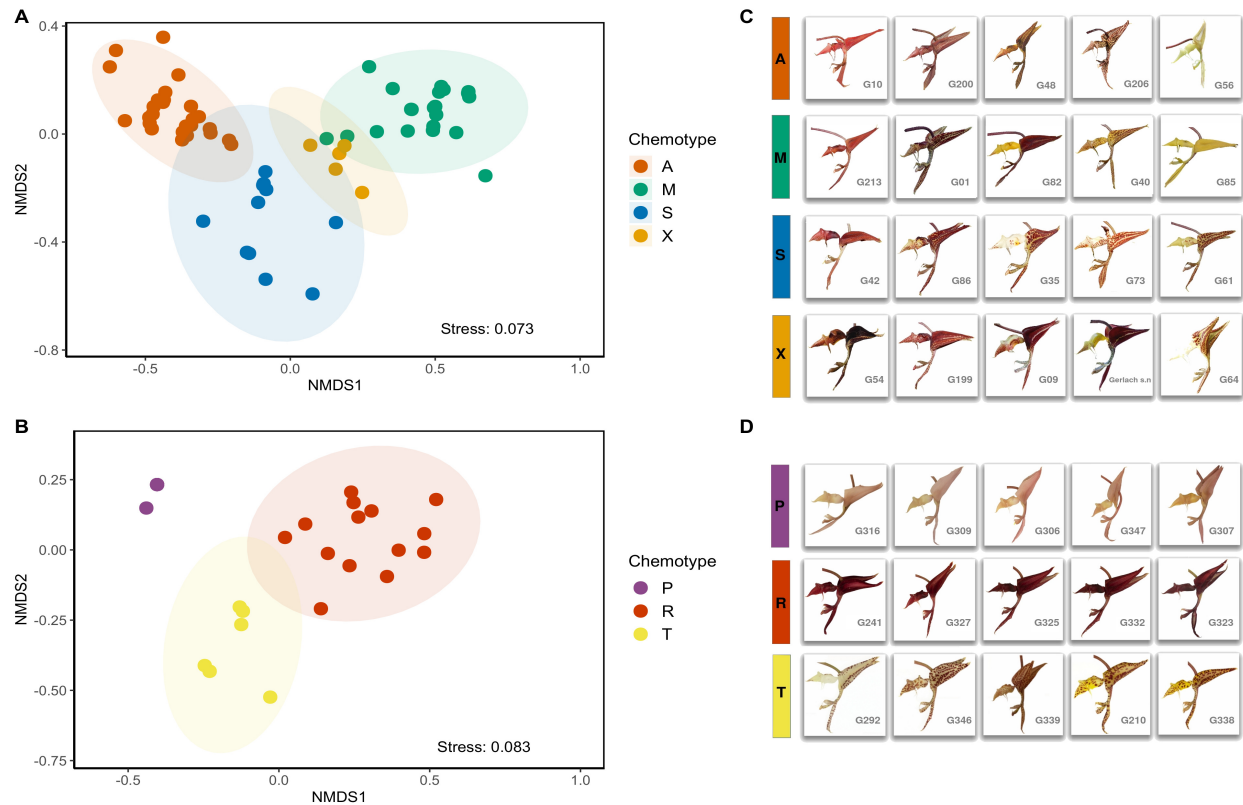 A
0.4
0.0
-0.4
-0.8
NMDS2
-0.5
0.0
0.5
1.0
NMDS1
Stress: 0.073
Chemotype
A
M
S
X
B
0.25
0.00
-0.25
-0.50
-0.75
NMDS2
-0.5
0.0
0.5
1.0
NMDS1
Stress: 0.083
Chemotype
P
R
T
C
A
G10
G200
G48
G206
G56
M
G213
G01
G82
G40
G85
S
G42
G86
G35
G73
G61
X
G54
G199
G09
Gerlach s.n
G64
D
P
G316
G309
G306
G347
G307
R
G241
G327
G325
G332
G323
T
G292
G346
G339
G210
G338